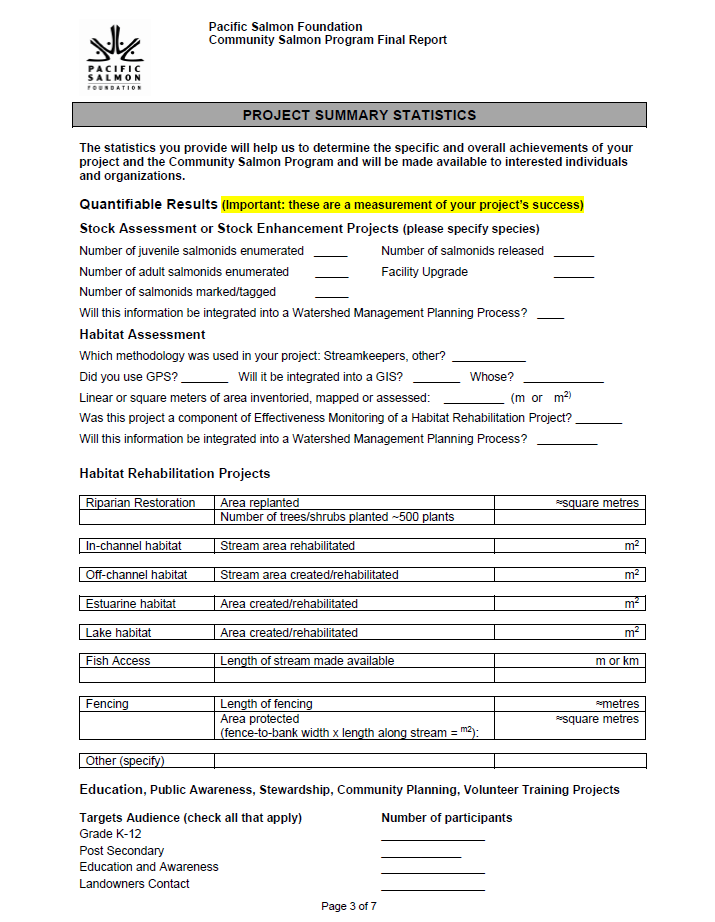 Pacific Salmon Foundation
Community Salmon Program Final Report
PACIFIC
SALMON
FOUNDATION
PROJECT SUMMARY STATISTICS
The statistics you provide will help us to determine the specific and overall achievements of your
project and the Community Salmon Program and will be made available to interested individuals
and organizations.
Quantifiable Results (Important: these are a measurement of your project's success)
Stock Assessment or Stock Enhancement Projects (please specify species)
Number of juvenile salmonids enumerated _____ Number of salmonids released ______
Number of adult salmonids enumerated _____ Facility Upgrade ______
Number of salmonids marked/tagged _____
Will this information be integrated into a Watershed Management Planning Process? ____
Habitat Assessment
Which methodology was used in your project: Streamkeepers, other? ___________
Did you use GPS? _______ Will it be integrated into a GIS? _______ Whose? ____________
Linear or square meters of area inventoried, mapped or assessed: _________ (m or m²)
Was this project a component of Effectiveness Monitoring of a Habitat Rehabilitation Project? _______
Will this information be integrated into a Watershed Management Planning Process? _________
Habitat Rehabilitation Projects
Riparian Restoration Area replanted ≈square metres
Number of trees/shrubs planted ~500 plants
In-channel habitat Stream area rehabilitated m²
Off-channel habitat Stream area created/rehabilitated m²
Estuarine habitat Area created/rehabilitated m²
Lake habitat Area created/rehabilitated m²
Fish Access Length of stream made available m or km
Fencing Length of fencing ≈metres
Area protected ≈square metres
(fence-to-bank width x length along stream = m2):
Other (specify)
Education, Public Awareness, Stewardship, Community Planning, Volunteer Training Projects
Targets Audience (check all that apply) Number of participants
Grade K-12 ________________
Post Secondary ____________
Education and Awareness ________________
Landowners Contact ________________
Page 3 of 7